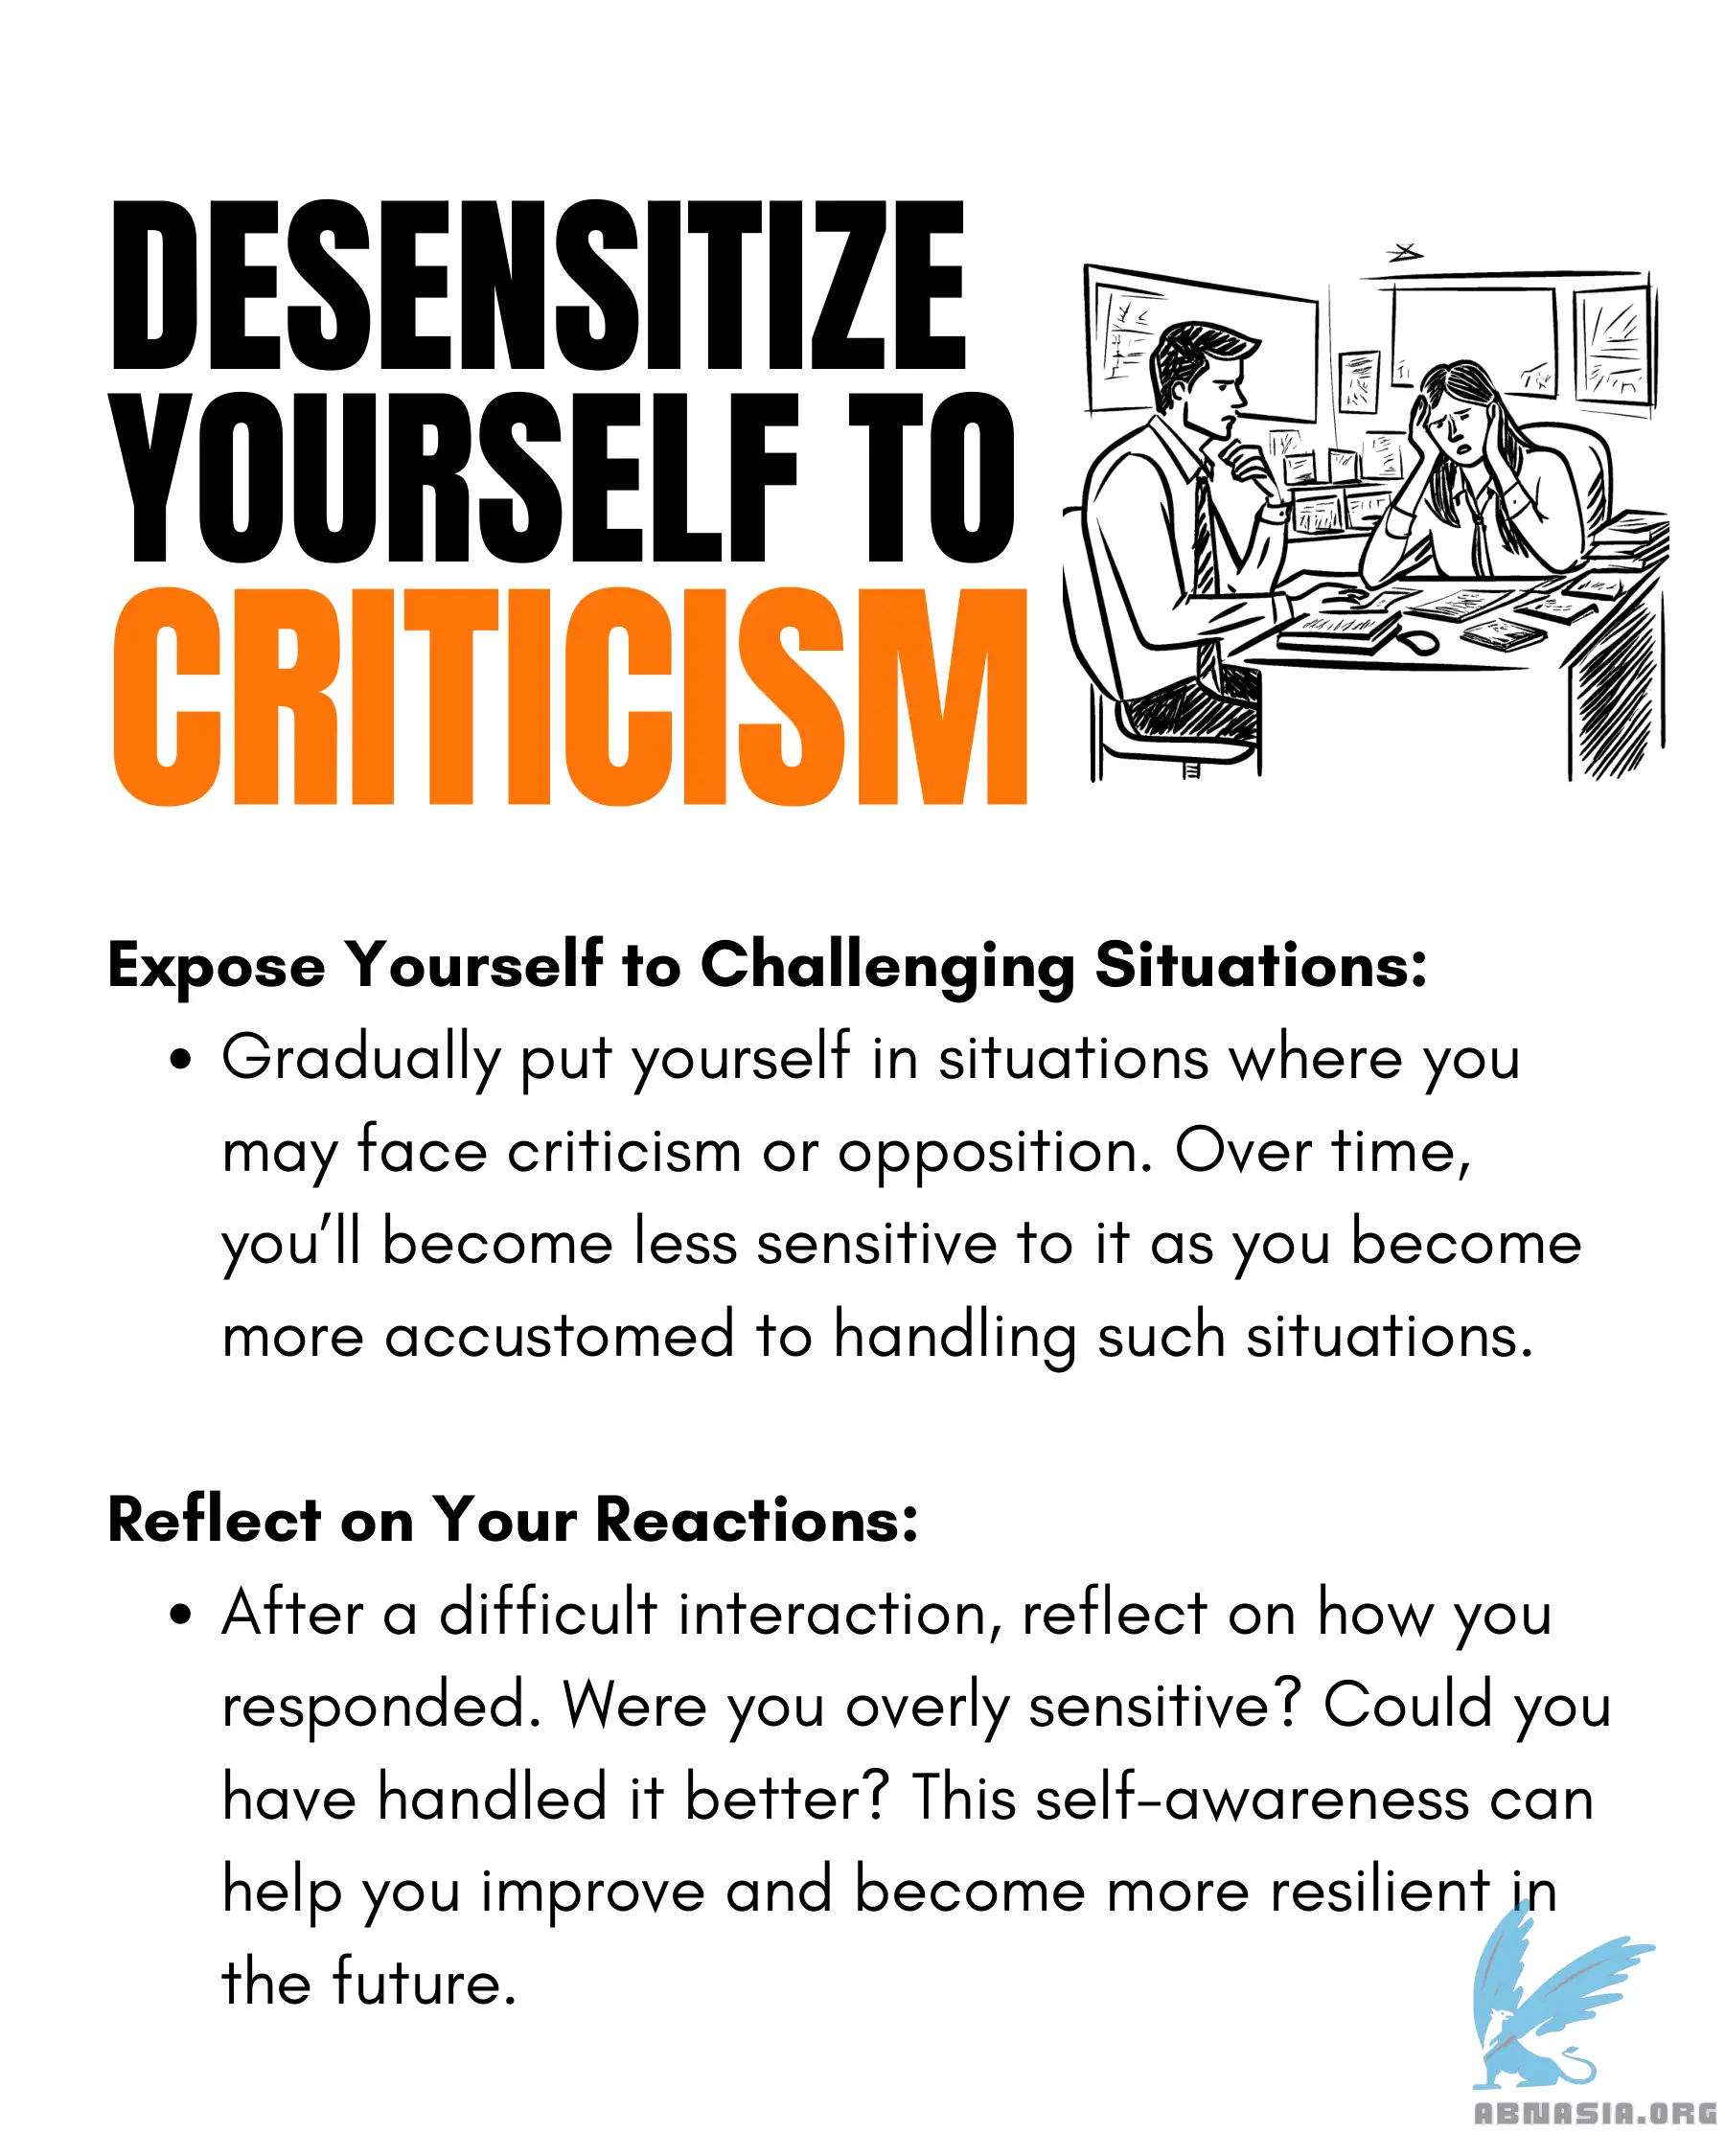 DESENSITIZE
YOURSELF TO
CRITICISM
Expose Yourself to Challenging Situations:
• Gradually put yourself in situations where you
may face criticism or opposition. Over time,
you’ll become less sensitive to it as you become
more accustomed to handling such situations.
Reflect on Your Reactions:
• After a difficult interaction, reflect on how you
responded. Were you overly sensitive? Could you
have handled it better? This self-awareness can
help you improve and become more resilient in
the future.
ABNASIA.ORG